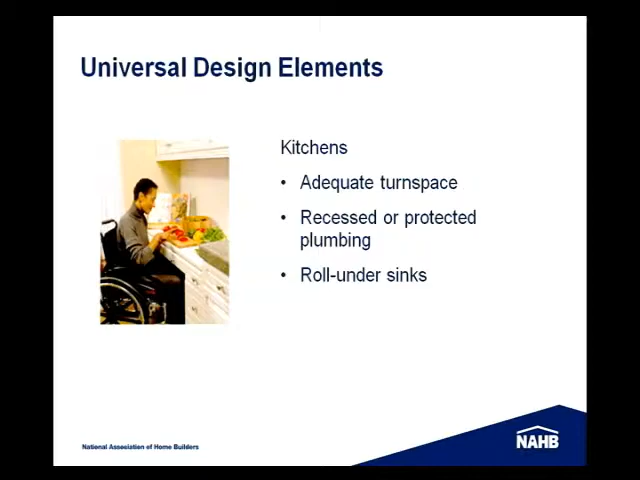 Universal Design Elements
Kitchens
• Adequate turnspace
• Recessed or protected
plumbing
• Roll-under sinks
National Association of Home Builders
NAHB